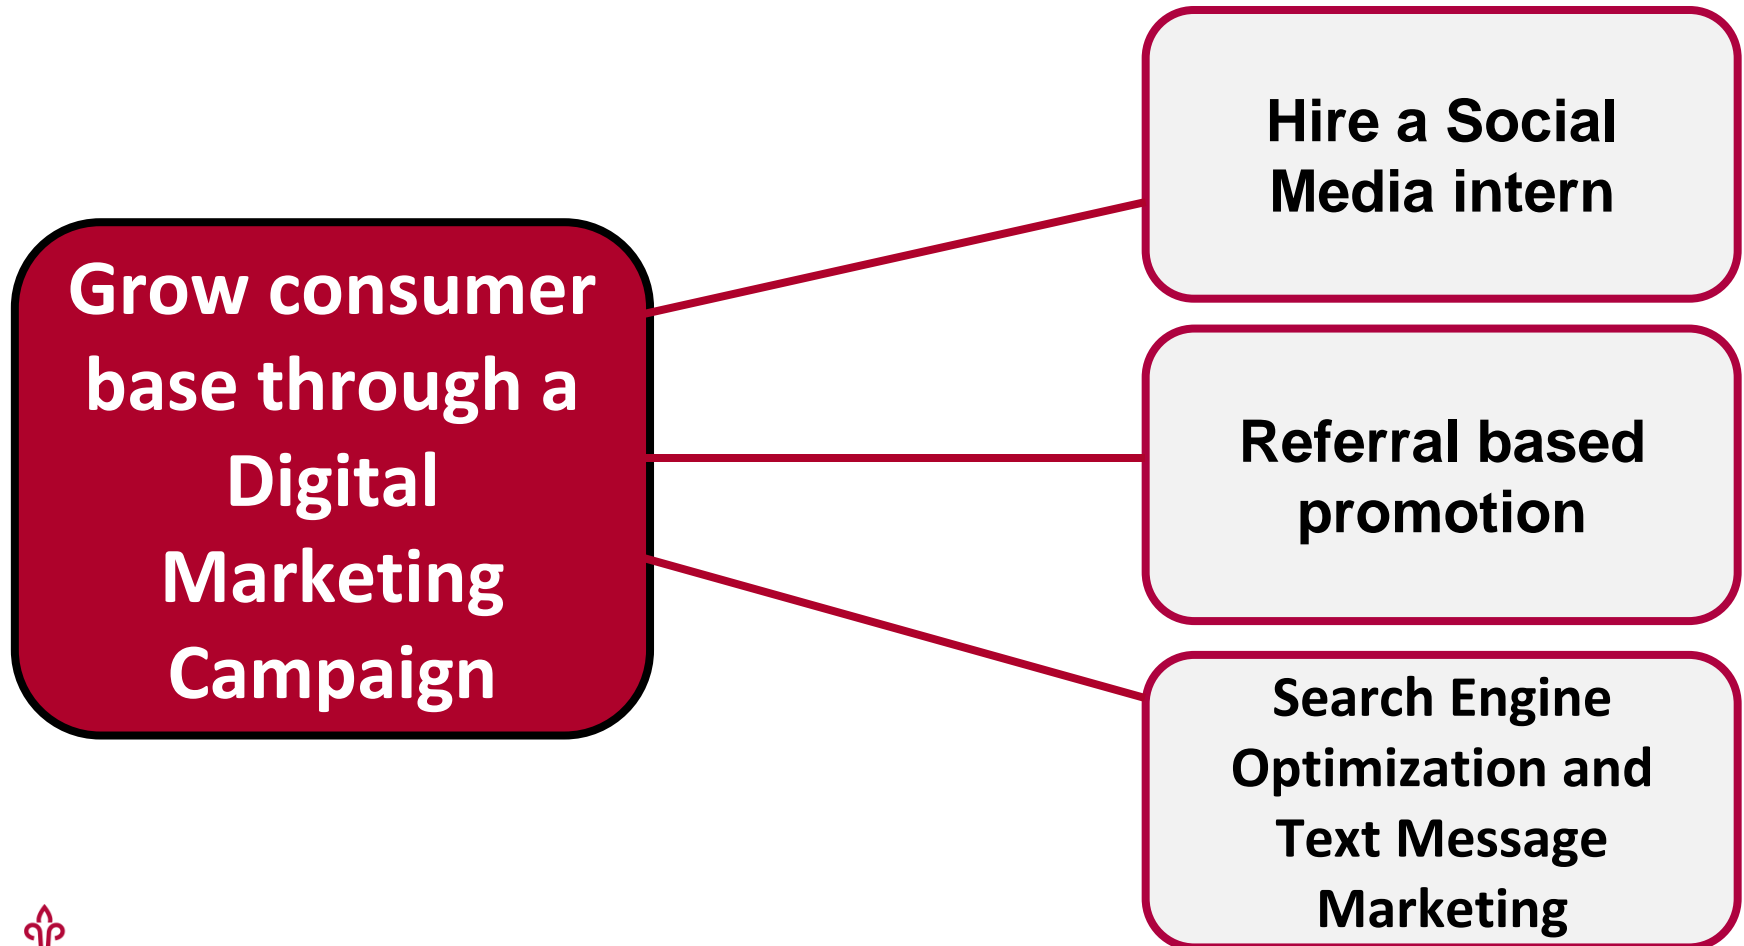 Grow consumer
base through a
Digital
Marketing
Campaign
Hire a Social
Media intern
Referral based
promotion
Search Engine
Optimization and
Text Message
Marketing